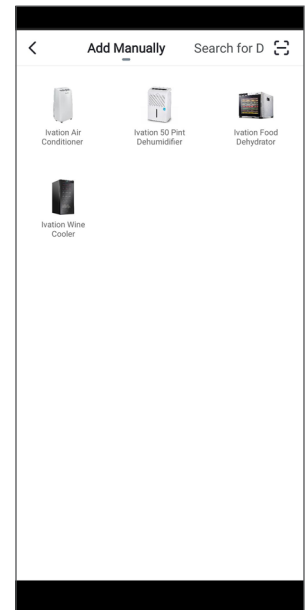 Add Manually
Search for D
Ivation Air
Conditioner
Ivation 50 Pint
Dehumidifier
Ivation Food
Dehydrator
Ivation Wine
Cooler